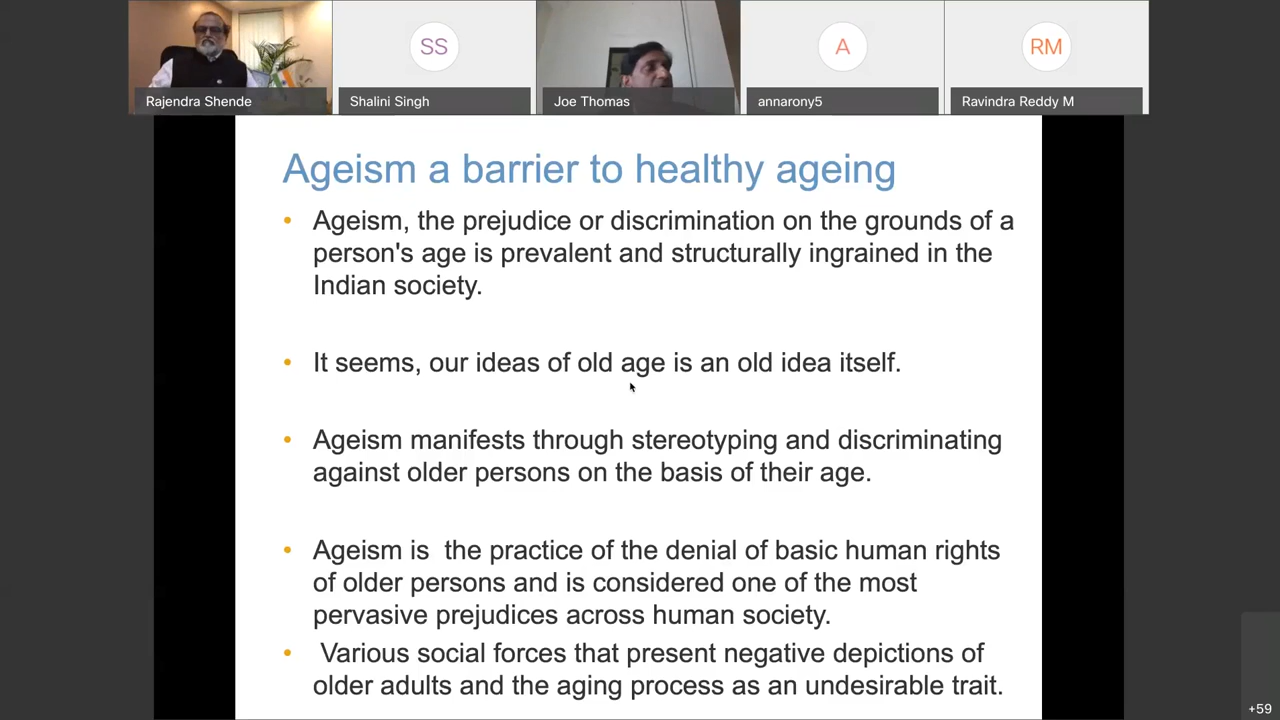 SS
A
RM
Rajendra Shende
Shalini Singh
Joe Thomas
annarony5
Ravindra Reddy M
Ageism a barrier to healthy ageing
• Ageism, the prejudice or discrimination on the grounds of a
person's age is prevalent and structurally ingrained in the
Indian society.
• It seems, our ideas of old age is an old idea itself.
• Ageism manifests through stereotyping and discriminating
against older persons on the basis of their age.
• Ageism is  the practice of the denial of basic human rights
of older persons and is considered one of the most
pervasive prejudices across human society.
•  Various social forces that present negative depictions of
older adults and the aging process as an undesirable trait.
+59